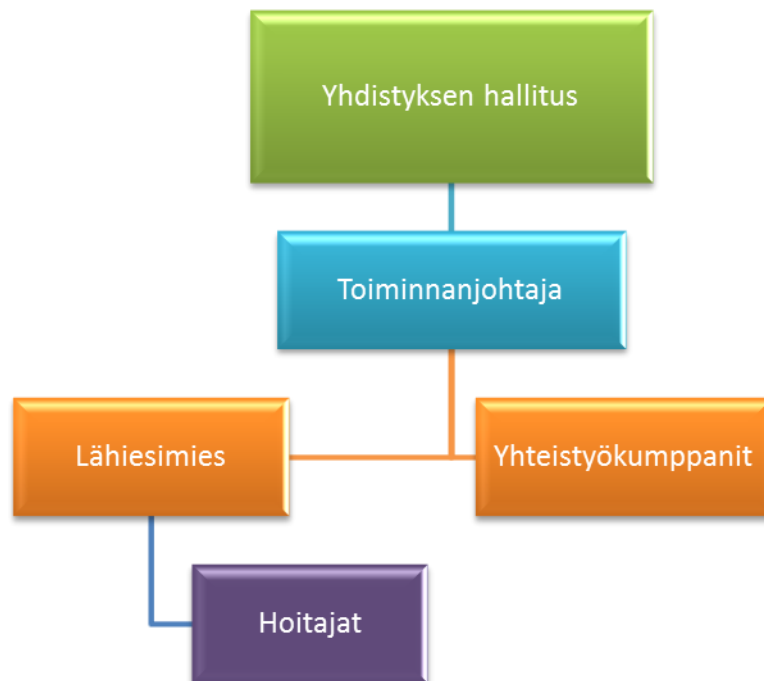 Yhdistyksen hallitus
Toiminnanjohtaja
Lähiesimies
Yhteistyökumppanit
Hoitajat